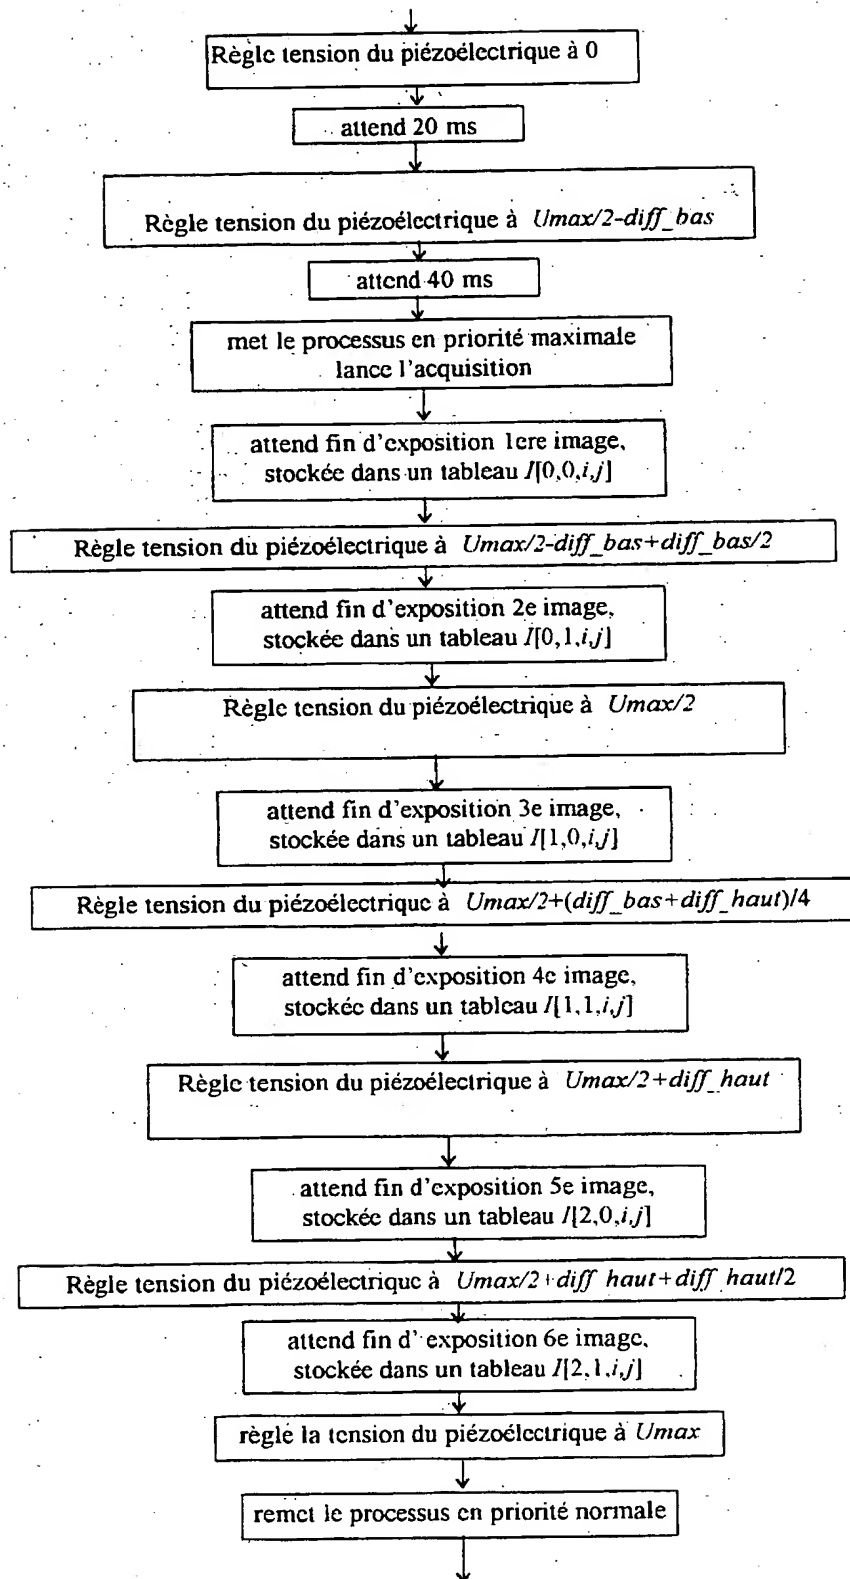 Règle tension du piézoélectrique à 0
attend 20 ms
Règle tension du piézoélectrique à Umax/2-diff_bas
attend 40 ms
met le processus en priorité maximale
lance l'acquisition
attend fin d'exposition 1ere image,
stockée dans un tableau I[0,0,i,j]
Règle tension du piézoélectrique à Umax/2-diff_bas+diff_bas/2
attend fin d'exposition 2e image,
stockée dans un tableau I[0,1,i,j]
Règle tension du piézoélectrique à Umax/2
attend fin d'exposition 3e image,
stockée dans un tableau I[1,0,i,j]
Règle tension du piézoélectrique à Umax/2+(diff_bas+diff_haut)/4
attend fin d'exposition 4e image,
stockée dans un tableau I[1,1,i,j]
Règle tension du piézoélectrique à Umax/2+diff_haut
attend fin d'exposition 5e image,
stockée dans un tableau I[2,0,i,j]
Règle tension du piézoélectrique à Umax/2+diff_haut+diff_haut/2
attend fin d'exposition 6e image,
stockée dans un tableau I[2,1,i,j]
règle la tension du piézoélectrique à Umax
remet le processus en priorité normale